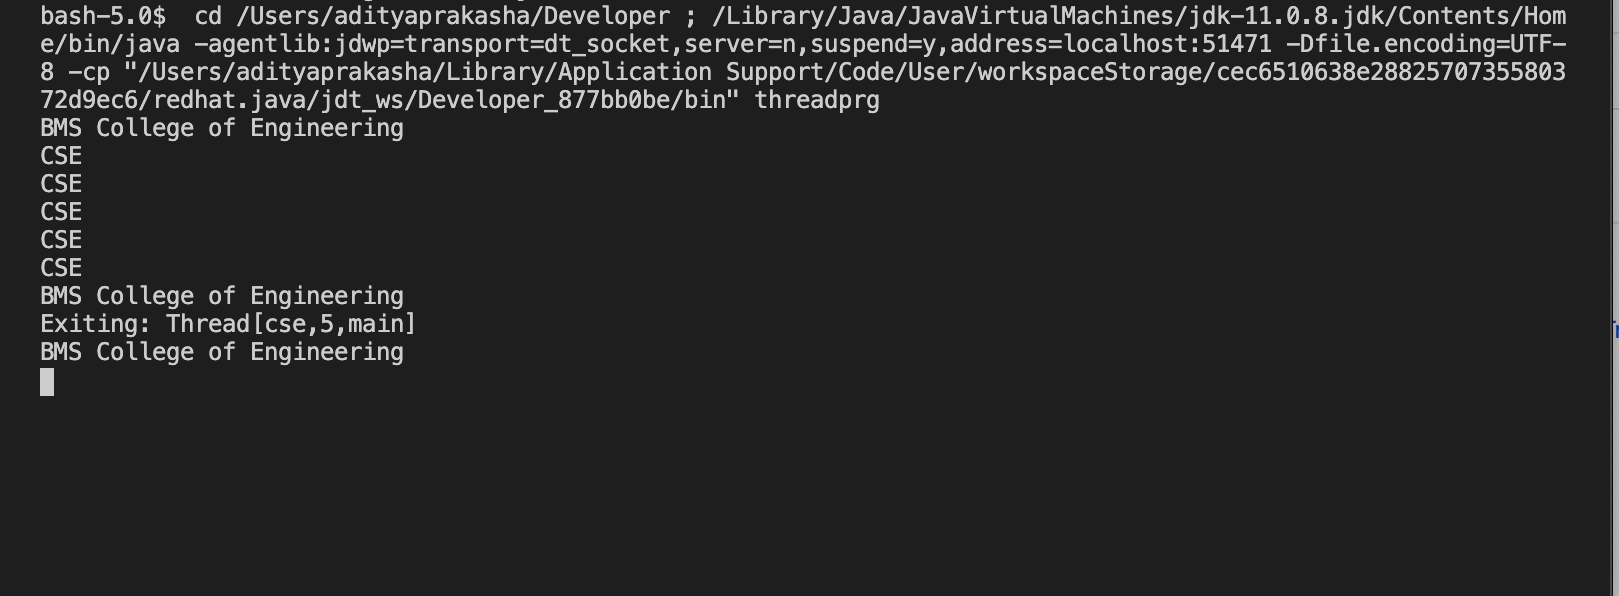 bash-5.0$  cd /Users/adityaprakasha/Developer ; /Library/Java/JavaVirtualMachines/jdk-11.0.8.jdk/Contents/Hom
e/bin/java -agentlib:jdwp=transport=dt_socket,server=n,suspend=y,address=localhost:51471 -Dfile.encoding=UTF-
8 -cp "/Users/adityaprakasha/Library/Application Support/Code/User/workspaceStorage/cec6510638e28825707355803
72d9ec6/redhat.java/jdt_ws/Developer_877bb0be/bin" threadprg
BMS College of Engineering
CSE
CSE
CSE
CSE
CSE
BMS College of Engineering
Exiting: Thread[cse,5,main]
BMS College of Engineering